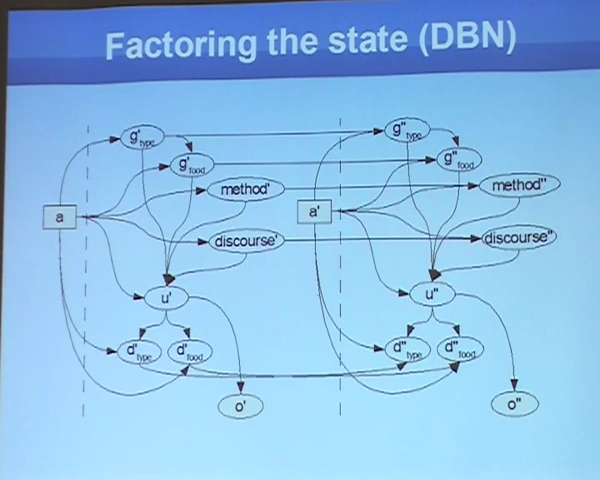 Factoring the state (DBN)
g'type
g"type
g'food
g"food
method'
method"
a
a'
discourse'
discourse"
u'
u"
d'type
d'food
d"type
d"food
o'
o"